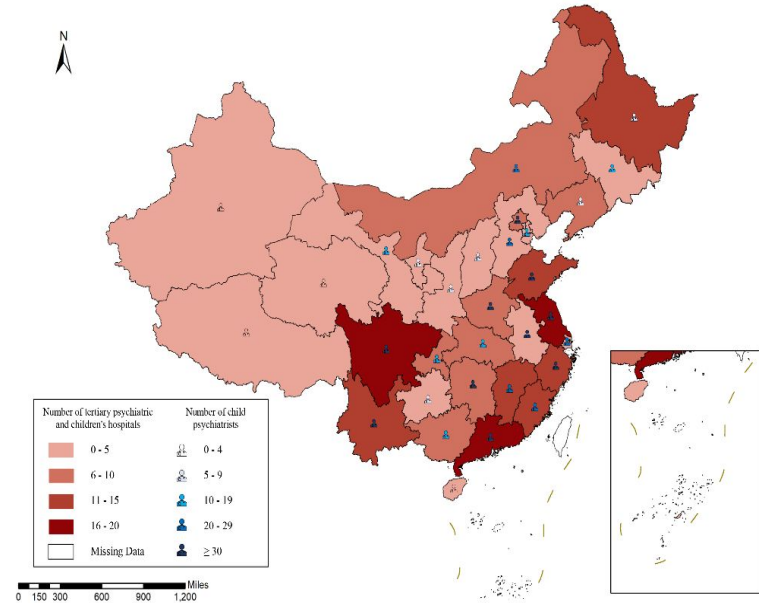 N
Number of tertiary psychiatric
and children's hospitals
Number of child
psychiatrists
0 - 5
0 - 4
6 - 10
5 - 9
11 - 15
10 - 19
16 - 20
20 - 29
Missing Data
≥ 30
Miles
0 150 300 600 900 1,200